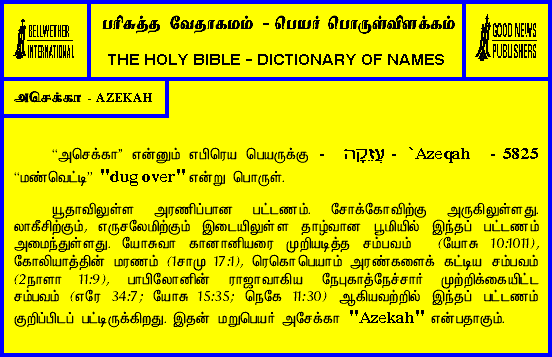 BELLWETHER
INTERNATIONAL
பரிசுத்த வேதாகமம் - பெயர் பொருள்விளக்கம்
THE HOLY BIBLE - DICTIONARY OF NAMES
GOOD NEWS
PUBLISHERS
அசெக்கா - AZEKAH
“அசெக்கா” என்னும் எபிரெய பெயருக்கு - עֲזֵקָה - `Azeqah - 5825
“மண்வெட்டி” "dug over" என்று பொருள்.
யூதாவிலுள்ள அரணிப்பான பட்டணம். சோக்கோவிற்கு அருகிலுள்ளது.
லாகீசிற்கும், எருசலேமிற்கும் இடையிலுள்ள தாழ்வான பூமியில் இந்தப் பட்டணம்
அமைந்துள்ளது. யோசுவா கானானியரை முறியடித்த சம்பவம் (யோசு 10:1011),
கோலியாத்தின் மரணம் (1சாமு 17:1), ரெகொபெயாம் அரண்களைக் கட்டிய சம்பவம்
(2நாளா 11:9), பாபிலோனின் ராஜாவாகிய நேபுகாத்நேச்சார் முற்றிக்கையிட்ட
சம்பவம் (எரே 34:7; யோசு 15:35; நெகே 11:30) ஆகியவற்றில் இந்தப் பட்டணம்
குறிப்பிடப் பட்டிருக்கிறது. இதன் மறுபெயர் அசேக்கா "Azekah" என்பதாகும்.